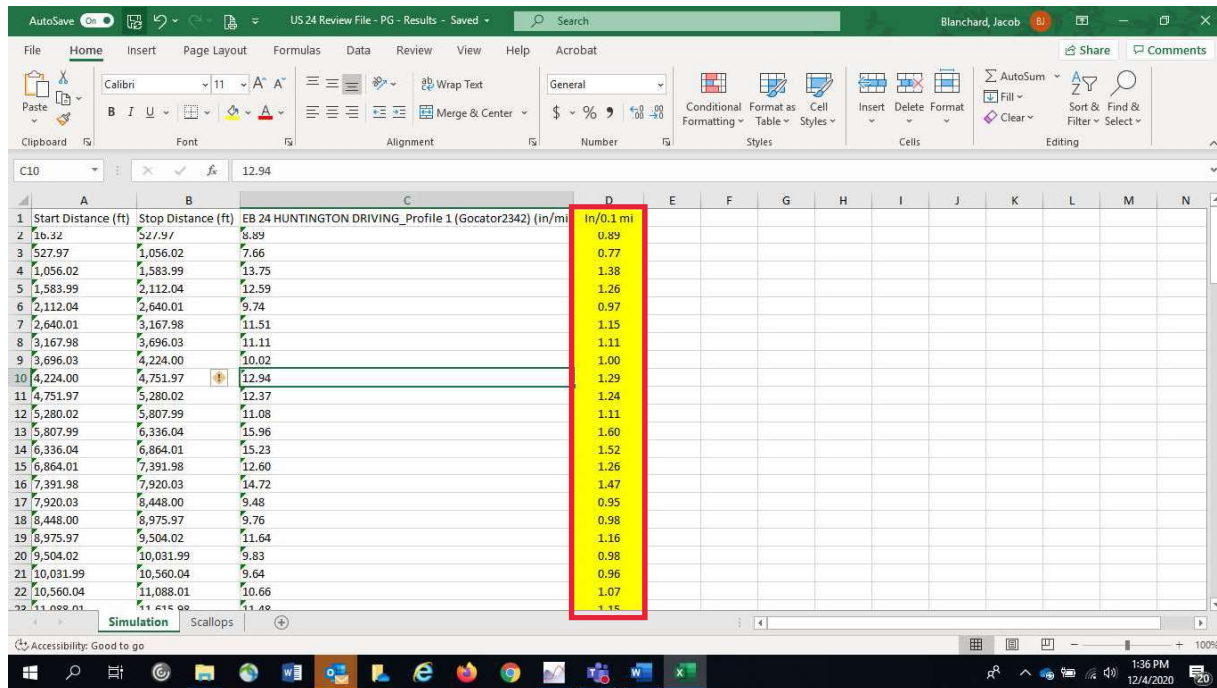 AutoSave On US 24 Review File - PG - Results - Saved Search Blanchard, Jacob BJ
File Home Insert Page Layout Formulas Data Review View Help Acrobat Share Comments
Paste Calibri 11 A A Wrap Text General Conditional Formatting Format as Table Cell Styles Insert Delete Format AutoSum Fill Clear Sort & Filter Find & Select
B I U A Merge & Center $ % 9
Clipboard Font Alignment Number Styles Cells Editing
C10 fx 12.94
A B C D E F G H I J K L M N
1 Start Distance (ft) Stop Distance (ft) EB 24 HUNTINGTON DRIVING_Profile 1 (Gocator2342) (in/mi In/0.1 mi
2 16.32 527.97 8.89 0.89
3 527.97 1,056.02 7.66 0.77
4 1,056.02 1,583.99 13.75 1.38
5 1,583.99 2,112.04 12.59 1.26
6 2,112.04 2,640.01 9.74 0.97
7 2,640.01 3,167.98 11.51 1.15
8 3,167.98 3,696.03 11.11 1.11
9 3,696.03 4,224.00 10.02 1.00
10 4,224.00 4,751.97 12.94 1.29
11 4,751.97 5,280.02 12.37 1.24
12 5,280.02 5,807.99 11.08 1.11
13 5,807.99 6,336.04 15.96 1.60
14 6,336.04 6,864.01 15.23 1.52
15 6,864.01 7,391.98 12.60 1.26
16 7,391.98 7,920.03 14.72 1.47
17 7,920.03 8,448.00 9.48 0.95
18 8,448.00 8,975.97 9.76 0.98
19 8,975.97 9,504.02 11.64 1.16
20 9,504.02 10,031.99 9.83 0.98
21 10,031.99 10,560.04 9.64 0.96
22 10,560.04 11,088.01 10.66 1.07
23 11,088.01 11,615.98 11.48 1.15
Simulation Scallops
Accessibility: Good to go 100%
1:36 PM
12/4/2020 20